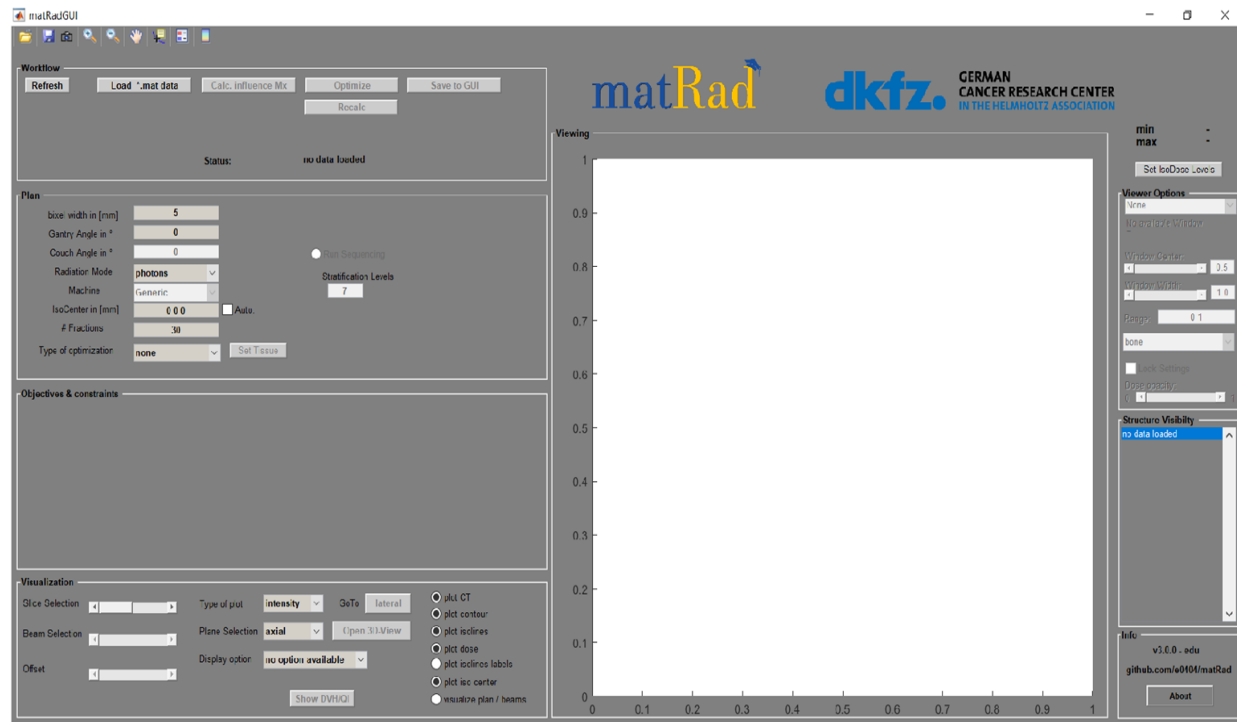 matRadGUI
Workflow
Refresh
Load *.mat data
Calc. influence Mx
Optimize
Save to GUI
Recalc
Status:
no data loaded
Plan
bixel width in [mm]
5
Gantry Angle in °
0
Couch Angle in °
0
Radiation Mode
photons
Machine
Generic
IsoCenter in [mm]
0 0 0
Auto.
# Fractions
30
Type of optimization
none
Set Tissue
Run Sequencing
Stratification Levels
7
Objectives & constraints
Visualization
Slice Selection
Type of plot
intensity
GoTo
lateral
Beam Selection
Plane Selection
axial
Open 3D-View
Offset
Display option
no option available
Show DVH/QI
plot CT
plot contour
plot isolines
plot dose
plot isolines labels
plot iso center
visualize plan / beams
matRad
dkfz.
GERMAN
CANCER RESEARCH CENTER
IN THE HELMHOLTZ ASSOCIATION
Viewing
1
0.9
0.8
0.7
0.6
0.5
0.4
0.3
0.2
0.1
0
0 0.1 0.2 0.3 0.4 0.5 0.6 0.7 0.8 0.9 1
min -
max -
Set IsoDose Levels
Viewer Options
None
Window
Window Center:
0.5
Window Width:
1.0
Range:
0 1
bone
Lock Settings
Dose opacity:
Structure Visibilty
no data loaded
Info
v3.0.0 - edu
github.com/e0404/matRad
About